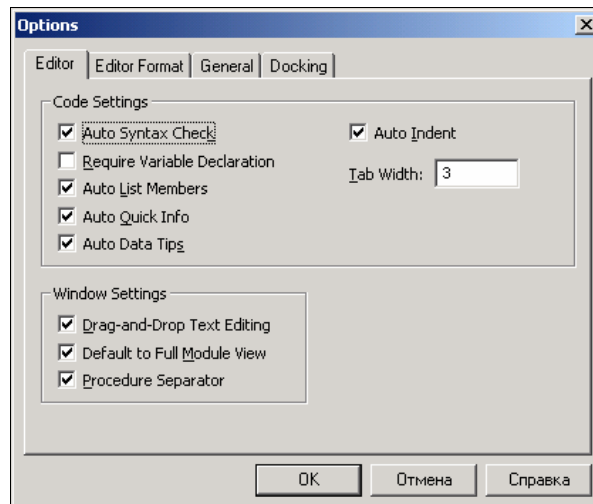 Options
Editor Editor Format General Docking
Code Settings
Auto Syntax Check Auto Indent
Require Variable Declaration
Tab Width: 3
Auto List Members
Auto Quick Info
Auto Data Tips
Window Settings
Drag-and-Drop Text Editing
Default to Full Module View
Procedure Separator
OK Отмена Справка